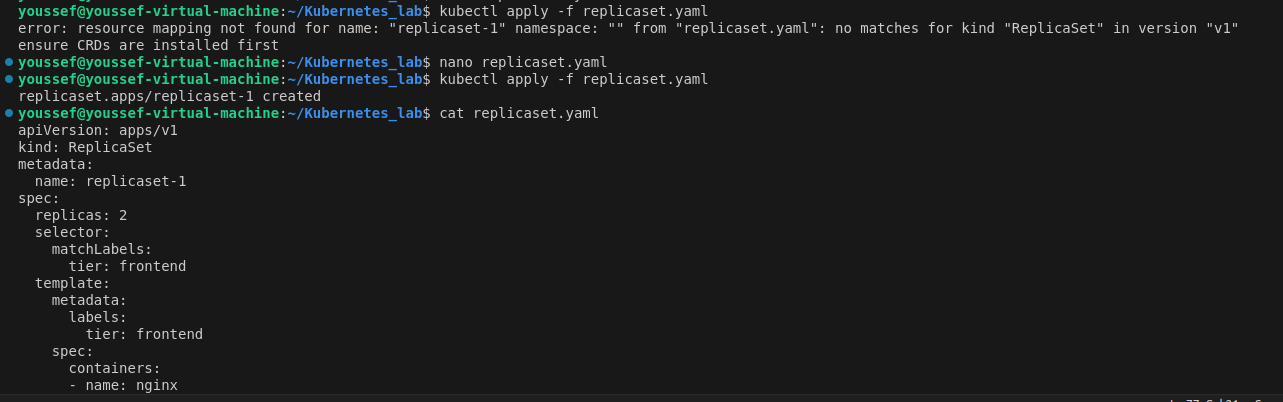 youssef@youssef-virtual-machine:~/Kubernetes_lab$ kubectl apply -f replicaset.yaml
error: resource mapping not found for name: "replicaset-1" namespace: "" from "replicaset.yaml": no matches for kind "ReplicaSet" in version "v1"
ensure CRDs are installed first
youssef@youssef-virtual-machine:~/Kubernetes_lab$ nano replicaset.yaml
youssef@youssef-virtual-machine:~/Kubernetes_lab$ kubectl apply -f replicaset.yaml
replicaset.apps/replicaset-1 created
youssef@youssef-virtual-machine:~/Kubernetes_lab$ cat replicaset.yaml
apiVersion: apps/v1
kind: ReplicaSet
metadata:
  name: replicaset-1
spec:
  replicas: 2
  selector:
    matchLabels:
      tier: frontend
  template:
    metadata:
      labels:
        tier: frontend
    spec:
      containers:
      - name: nginx